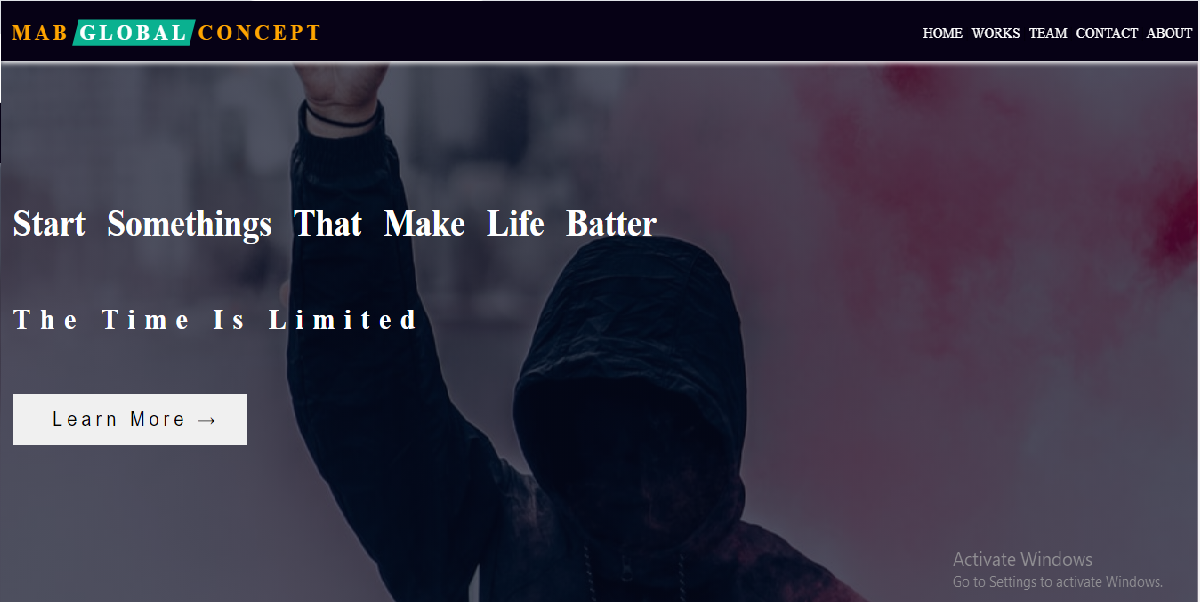 MAB GLOBAL CONCEPT
HOME WORKS TEAM CONTACT ABOUT
Start Somethings That Make Life Batter
The Time Is Limited
Learn More →
Activate Windows
Go to Settings to activate Windows.